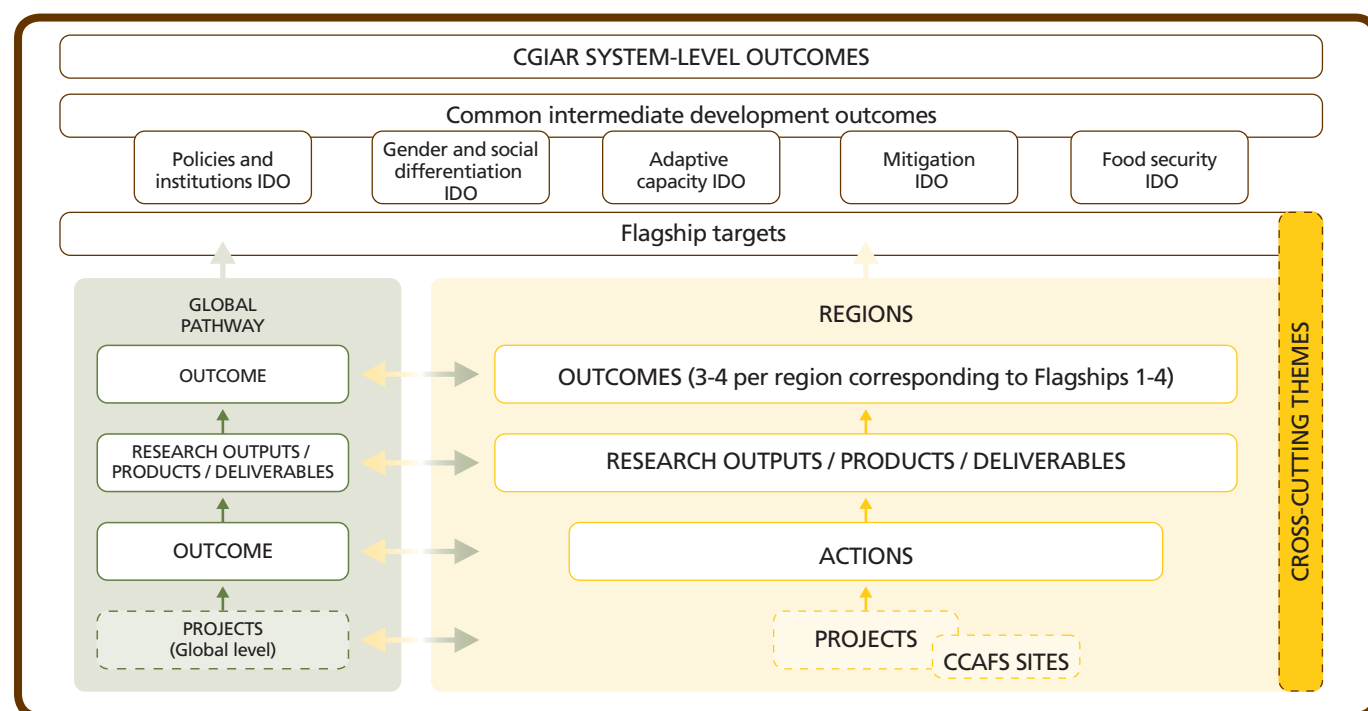 CGIAR SYSTEM-LEVEL OUTCOMES
Common intermediate development outcomes
Policies and
institutions IDO
Gender and social
differentiation
IDO
Adaptive
capacity IDO
Mitigation
IDO
Food security
IDO
Flagship targets
GLOBAL
PATHWAY
OUTCOME
RESEARCH OUTPUTS /
PRODUCTS / DELIVERABLES
OUTCOME
PROJECTS
(Global level)
REGIONS
OUTCOMES (3-4 per region corresponding to Flagships 1-4)
RESEARCH OUTPUTS / PRODUCTS / DELIVERABLES
ACTIONS
PROJECTS
CCAFS SITES
CROSS-CUTTING THEMES